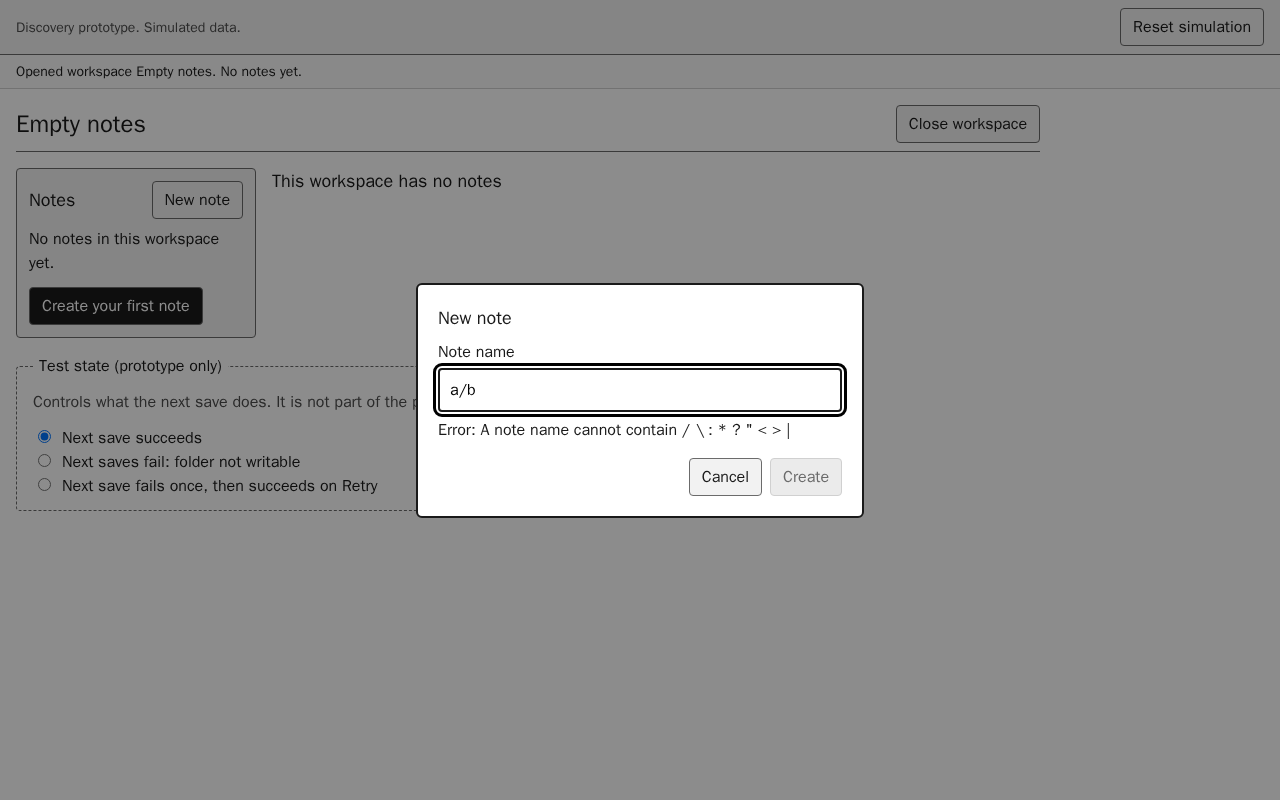 Discovery prototype. Simulated data.
Reset simulation
Opened workspace Empty notes. No notes yet.
Empty notes
Close workspace
Notes
New note
This workspace has no notes
No notes in this workspace
yet.
Create your first note
New note
Note name
a/b
Error: A note name cannot contain / \ : * ? " < > |
Cancel
Create
Test state (prototype only)
Controls what the next save does. It is not part of the
Next save succeeds
Next saves fail: folder not writable
Next save fails once, then succeeds on Retry